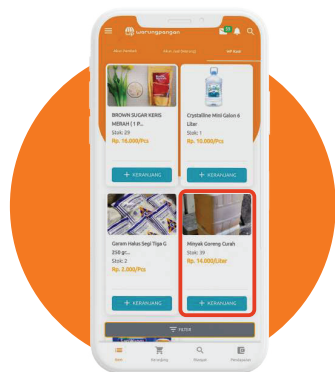 warungpangan
BROWN SUGAR KERIS
MERAH ( 1 P...
Stok: 29
Rp. 16.000/Pcs
+ KERANJANG
Crystalline Mini Galon 6
Liter
Stok: 1
Rp. 10.000/Pcs
+ KERANJANG
Garam Halus Segi Tiga G
250 gr...
Stok: 2
Rp. 2.000/Pcs
+ KERANJANG
Minyak Goreng Curah
Stok: 39
Rp. 14.000/Liter
+ KERANJANG
FILTER
Keranjang
Pendapatan